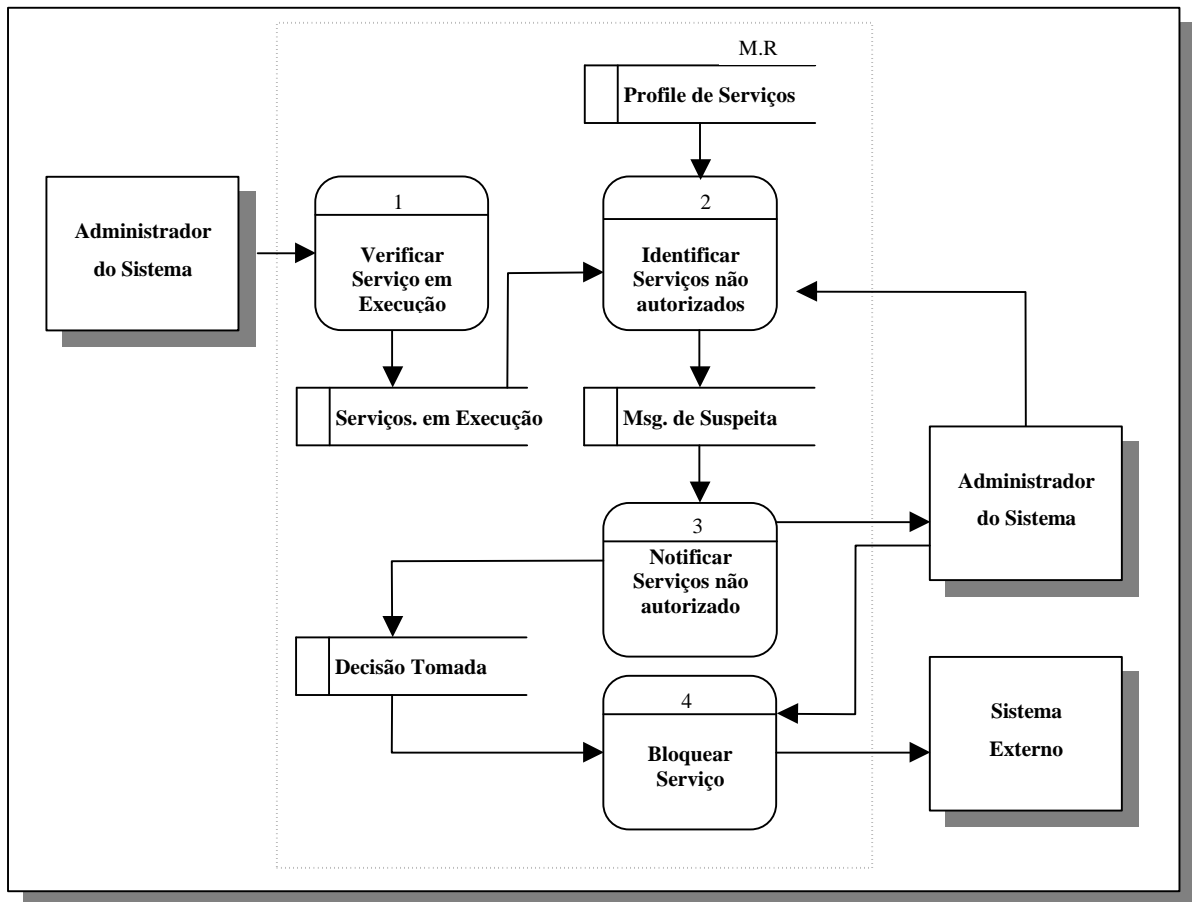 M.R
Profile de Serviços
Administrador
do Sistema
1
Verificar
Serviço em
Execução
2
Identificar
Serviços não
autorizados
Serviços. em Execução
Msg. de Suspeita
Administrador
do Sistema
3
Notificar
Serviços não
autorizado
Decisão Tomada
4
Bloquear
Serviço
Sistema
Externo